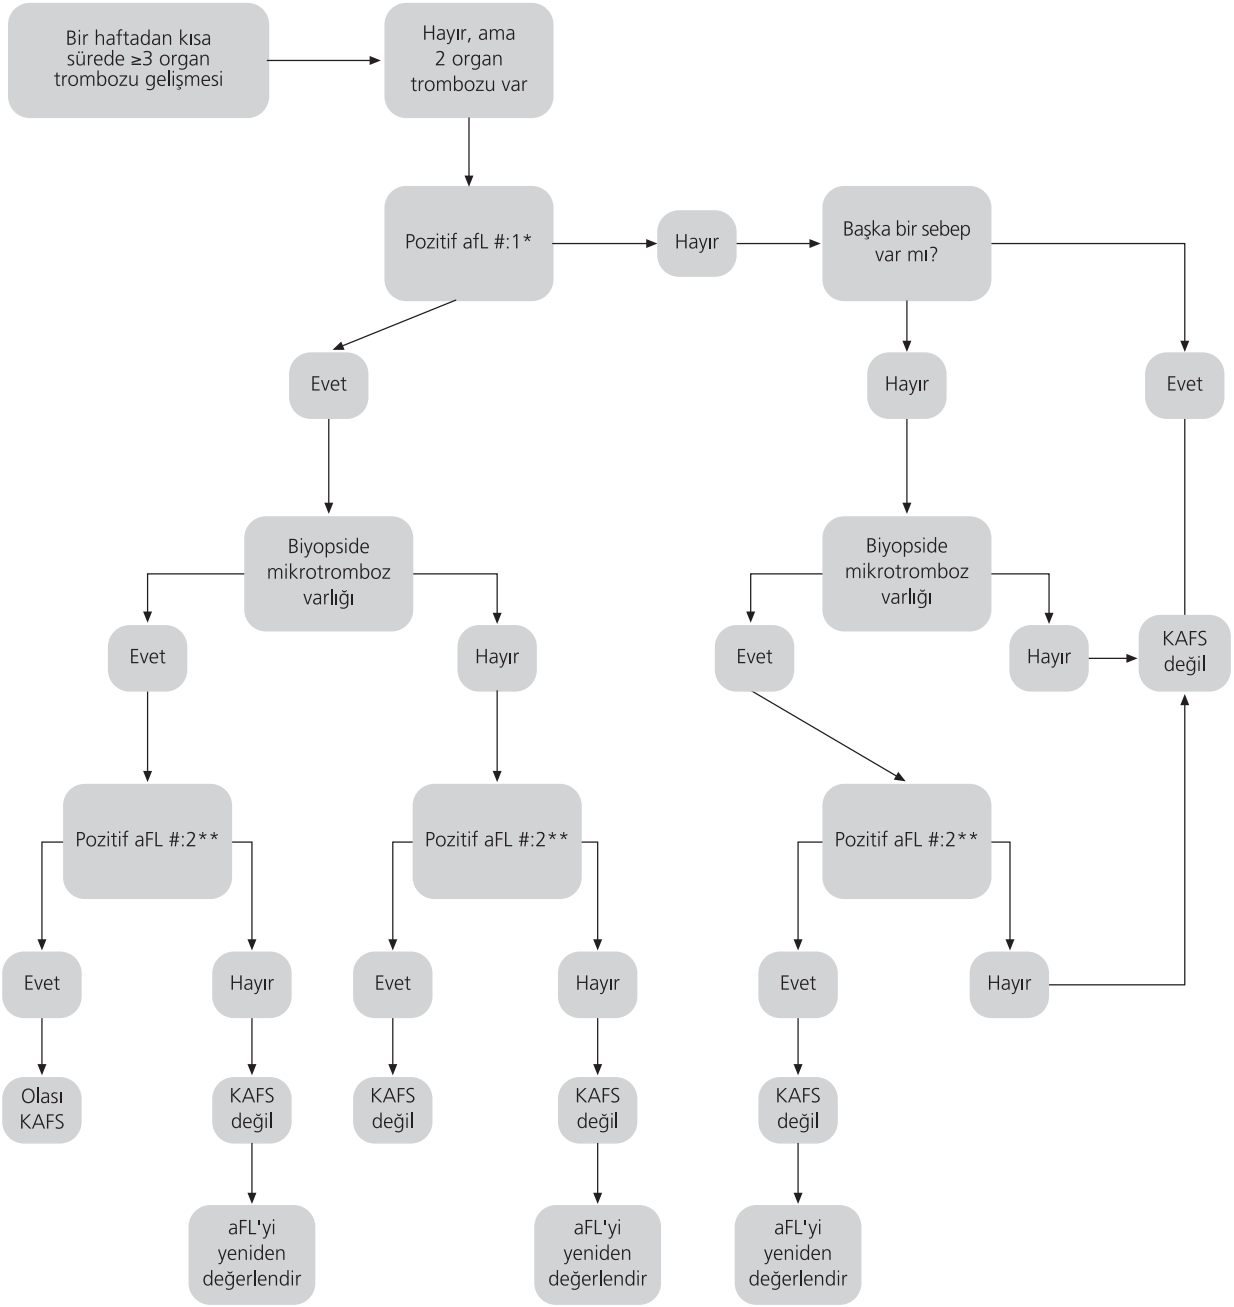 Bir haftadan kısa
sürede ≥3 organ
trombozu gelişmesi
Hayır, ama
2 organ
trombozu var
Pozitif afL #:1*
Hayır
Başka bir sebep
var mı?
Evet
Hayır
Evet
Biyopside
mikrotromboz
varlığı
Biyopside
mikrotromboz
varlığı
Evet
Hayır
Evet
Hayır
KAFS
değil
Pozitif aFL #:2**
Pozitif aFL #:2**
Pozitif aFL #:2**
Evet
Hayır
Evet
Hayır
Evet
Hayır
Olası
KAFS
KAFS
değil
KAFS
değil
KAFS
değil
KAFS
değil
aFL'yi
yeniden
değerlendir
aFL'yi
yeniden
değerlendir
aFL'yi
yeniden
değerlendir